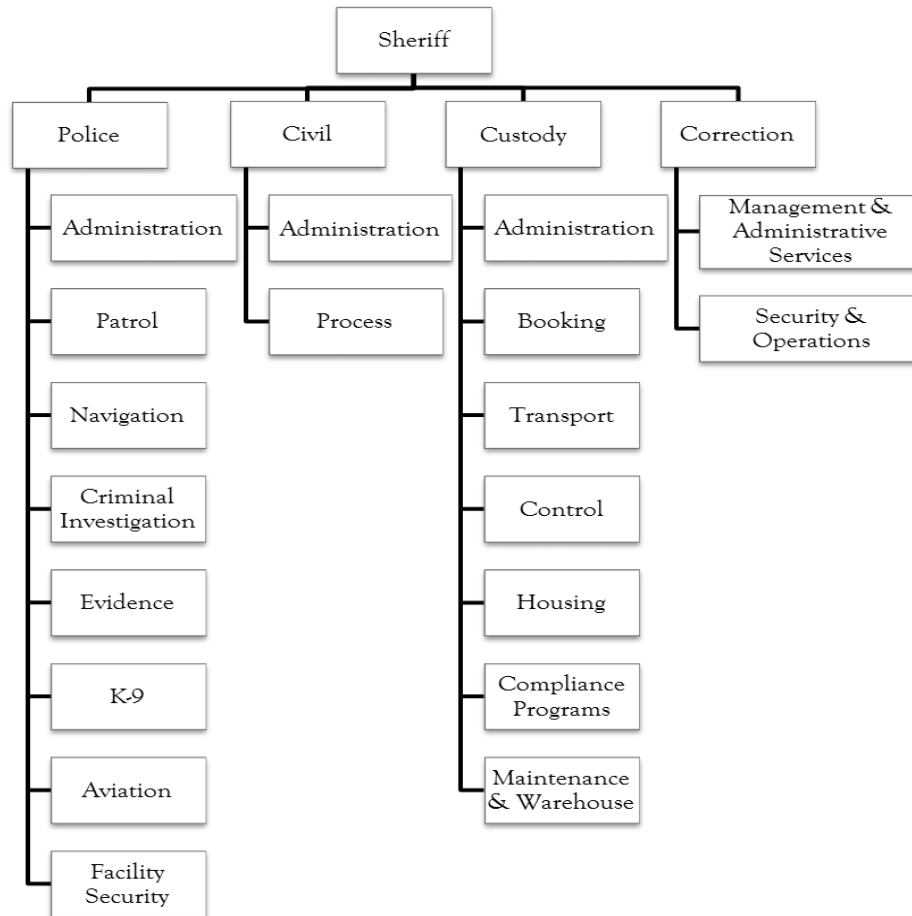 Sheriff
Police
Civil
Custody
Correction
Administration
Patrol
Navigation
Criminal
Investigation
Evidence
K-9
Aviation
Facility
Security
Administration
Process
Administration
Booking
Transport
Control
Housing
Compliance
Programs
Maintenance
& Warehouse
Management &
Administrative
Services
Security &
Operations